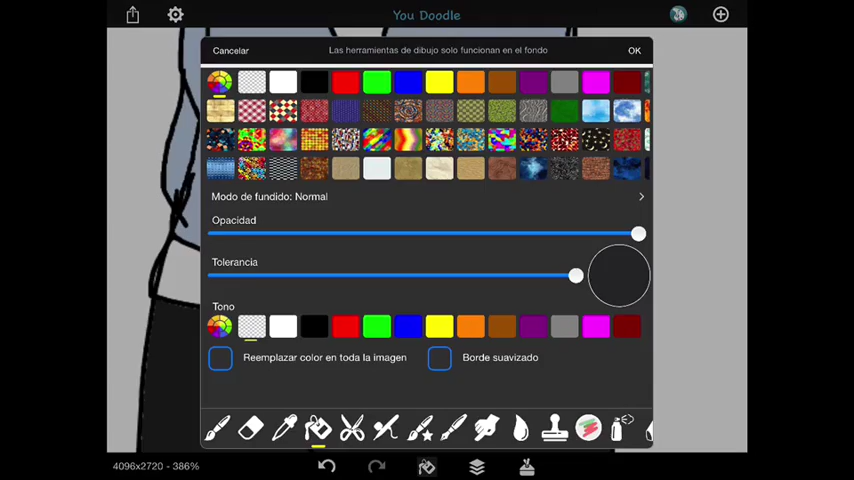 You Doodle
Cancelar
Las herramientas de dibujo solo funcionan en el fondo
OK
Modo de fundido: Normal
Opacidad
Tolerancia
Tono
Reemplazar color en toda la imagen
Borde suavizado
4096x2720 - 386%